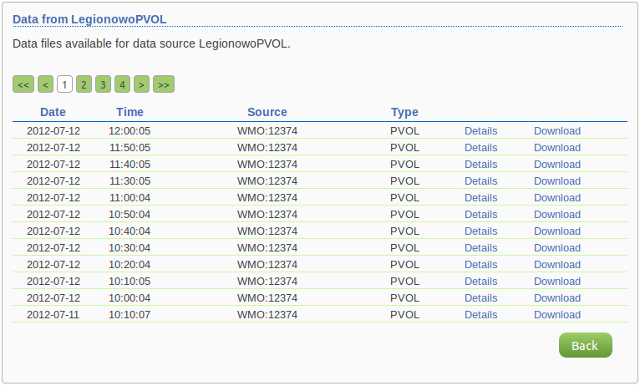 Data from LegionowoPVOL
Data files available for data source LegionowoPVOL.
<< < 1 2 3 4 > >>
Date Time Source Type
2012-07-12 12:00:05 WMO:12374 PVOL Details Download
2012-07-12 11:50:05 WMO:12374 PVOL Details Download
2012-07-12 11:40:05 WMO:12374 PVOL Details Download
2012-07-12 11:30:05 WMO:12374 PVOL Details Download
2012-07-12 11:00:04 WMO:12374 PVOL Details Download
2012-07-12 10:50:04 WMO:12374 PVOL Details Download
2012-07-12 10:40:04 WMO:12374 PVOL Details Download
2012-07-12 10:30:04 WMO:12374 PVOL Details Download
2012-07-12 10:20:04 WMO:12374 PVOL Details Download
2012-07-12 10:10:05 WMO:12374 PVOL Details Download
2012-07-12 10:00:04 WMO:12374 PVOL Details Download
2012-07-11 10:10:07 WMO:12374 PVOL Details Download
Back